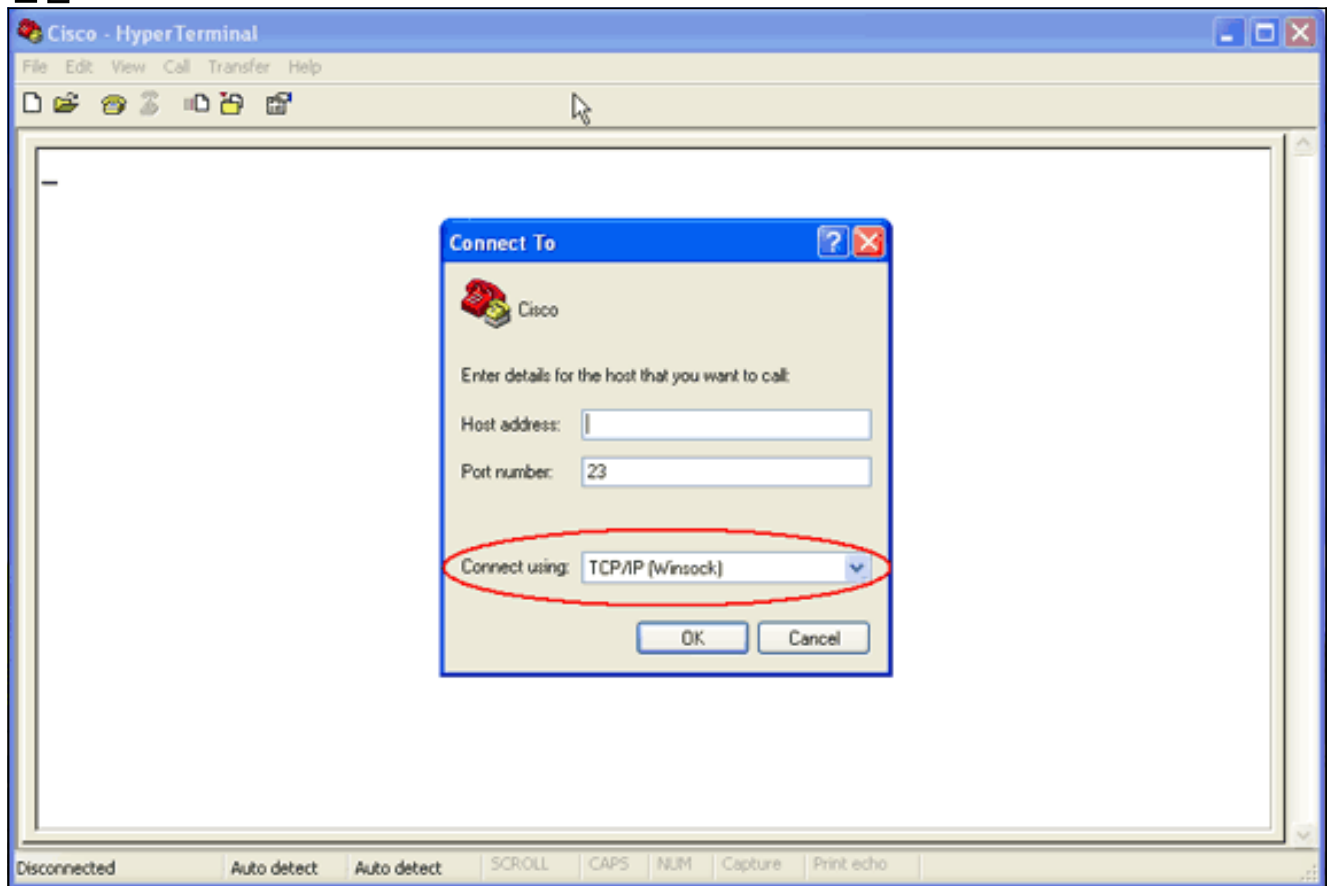 Cisco - HyperTerminal
File Edit View Call Transfer Help
Connect To
Cisco
Enter details for the host that you want to call:
Host address:
Port number: 23
Connect using: TCP/IP (Winsock)
OK Cancel
Disconnected Auto detect Auto detect SCROLL CAPS NUM Capture Print echo